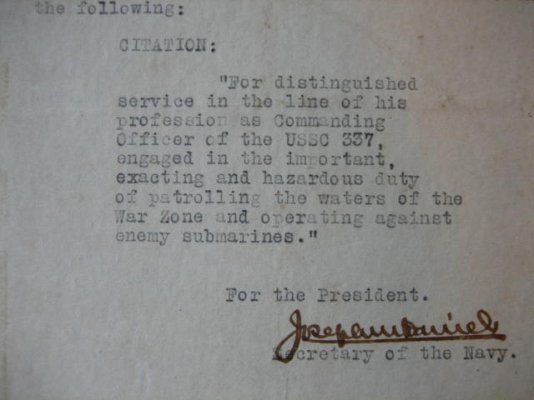 the following:
CITATION:
"For distinguished
service in the line of his
profession as Commanding
Officer of the USSC 337,
engaged in the important,
exacting and hazardous duty
of patrolling the waters of the
War Zone and operating against
enemy submarines."
For the President.
Josephus Daniels
Secretary of the Navy.